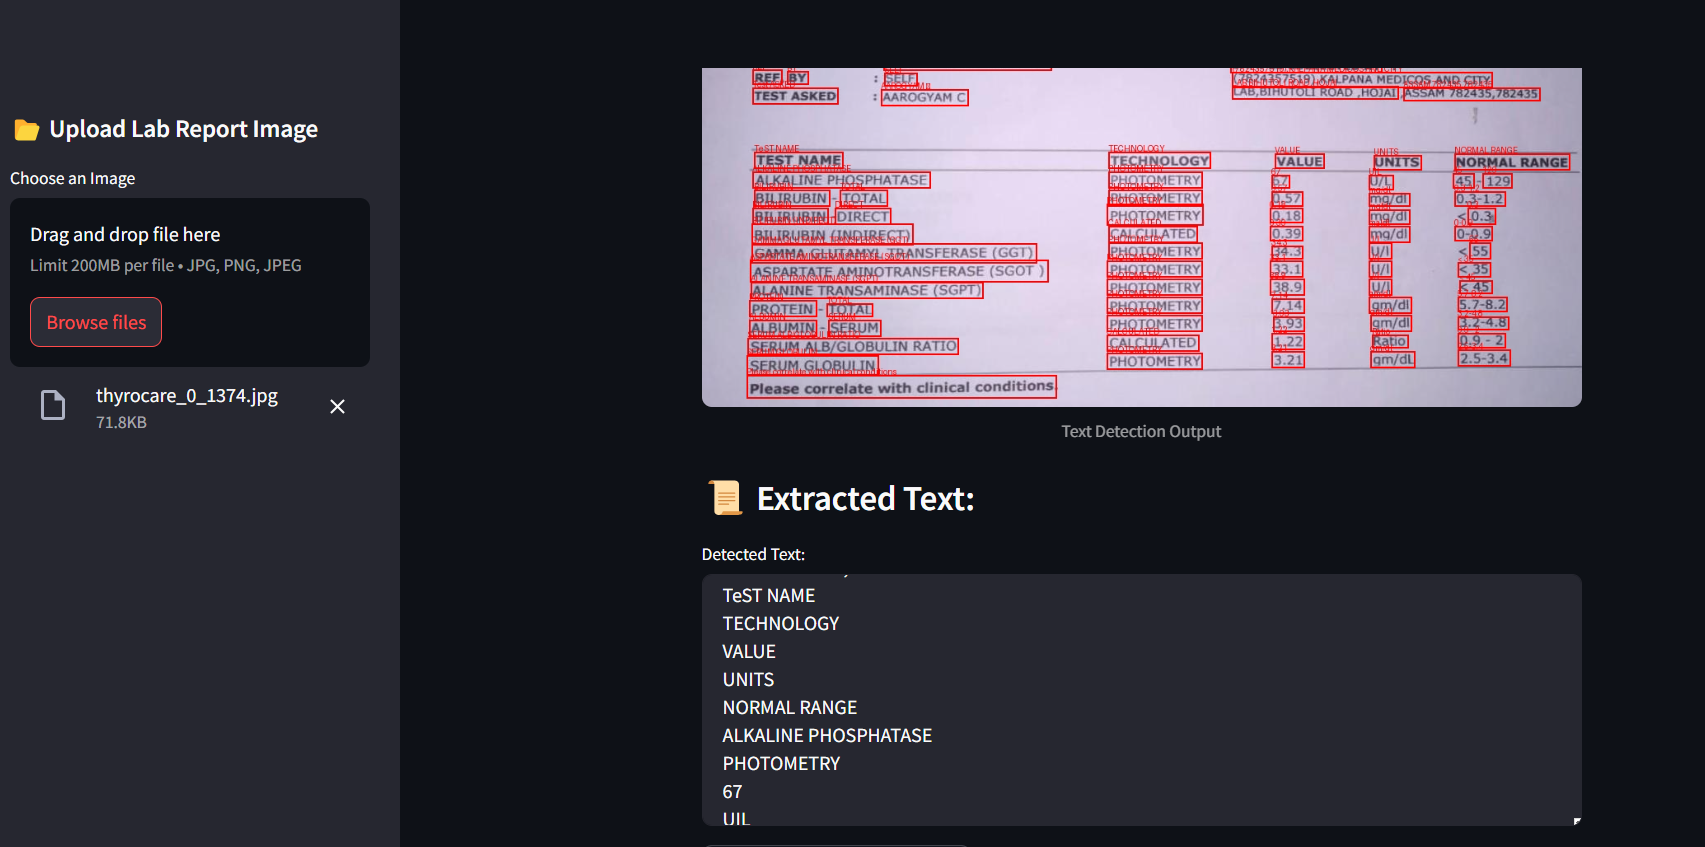 📂 Upload Lab Report Image
Choose an Image
Drag and drop file here
Limit 200MB per file • JPG, PNG, JPEG
Browse files
thyrocare_0_1374.jpg
71.8KB
REF BY : SELF
(7824357519),KALPANA MEDICOS AND CITY
TEST ASKED : AAROGYAM C
LAB,BIHUTOLI ROAD ,HOJAI ,ASSAM 782435,782435
TeST NAME TECHNOLOGY VALUE UNITS NORMAL RANGE
TEST NAME TECHNOLOGY VALUE UNITS NORMAL RANGE
ALKALINE PHOSPHATASE PHOTOMETRY 67 U/L 45 - 129
BILIRUBIN - TOTAL PHOTOMETRY 0.57 mg/dl 0.3-1.2
BILIRUBIN DIRECT PHOTOMETRY 0.18 mg/dl < 0.3
BILIRUBIN (INDIRECT) CALCULATED 0.39 mg/dl 0-0.9
GAMMA GLUTAMYL TRANSFERASE (GGT) PHOTOMETRY 34.3 U/l < 55
ASPARTATE AMINOTRANSFERASE (SGOT ) PHOTOMETRY 33.1 U/l < 35
ALANINE TRANSAMINASE (SGPT) PHOTOMETRY 38.9 U/l < 45
PROTEIN - TOTAL PHOTOMETRY 7.14 gm/dl 5.7-8.2
ALBUMIN - SERUM PHOTOMETRY 3.93 gm/dl 3.2-4.8
SERUM ALB/GLOBULIN RATIO CALCULATED 1.22 Ratio 0.9 - 2
SERUM GLOBULIN PHOTOMETRY 3.21 gm/dL 2.5-3.4
Please correlate with clinical conditions.
Text Detection Output
📜 Extracted Text:
Detected Text:
TeST NAME
TECHNOLOGY
VALUE
UNITS
NORMAL RANGE
ALKALINE PHOSPHATASE
PHOTOMETRY
67
UIL